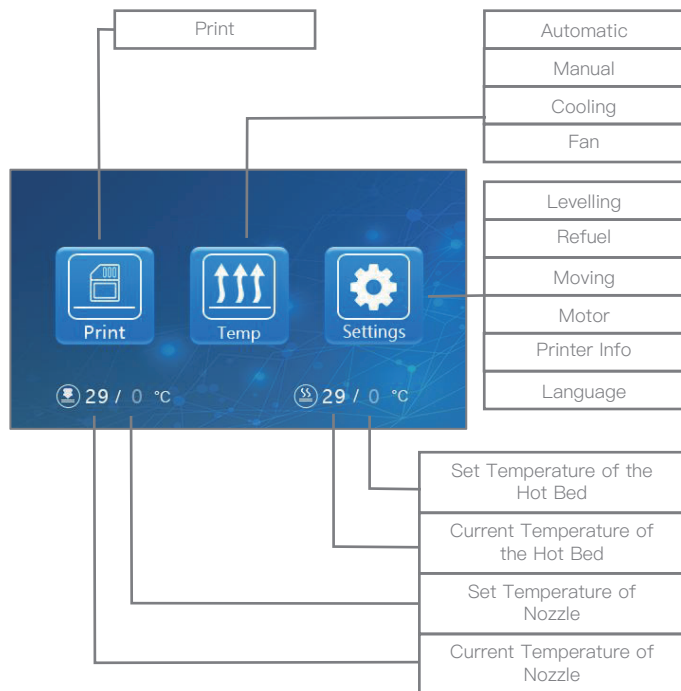 Print
Automatic
Manual
Cooling
Fan
Levelling
Refuel
Moving
Motor
Printer Info
Language
Print
Temp
Settings
29 / 0 °C
29 / 0 °C
Set Temperature of the
Hot Bed
Current Temperature of
the Hot Bed
Set Temperature of
Nozzle
Current Temperature of
Nozzle